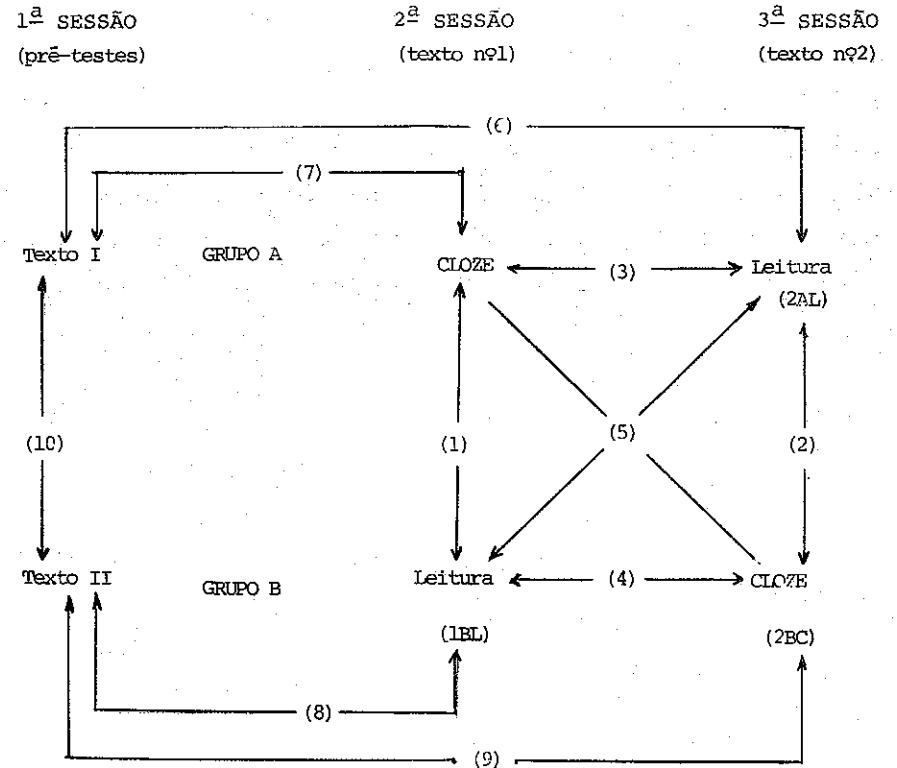 1ª SESSÃO 2ª SESSÃO 3ª SESSÃO
(pré-testes) (texto nº1) (texto nº2)
(6)
(7)
Texto I GRUPO A CLOZE (3) Leitura
(2AL)
(10) (1) (5) (2)
Texto II GRUPO B Leitura (4) CLOZE
(1BL) (2BC)
(8)
(9)